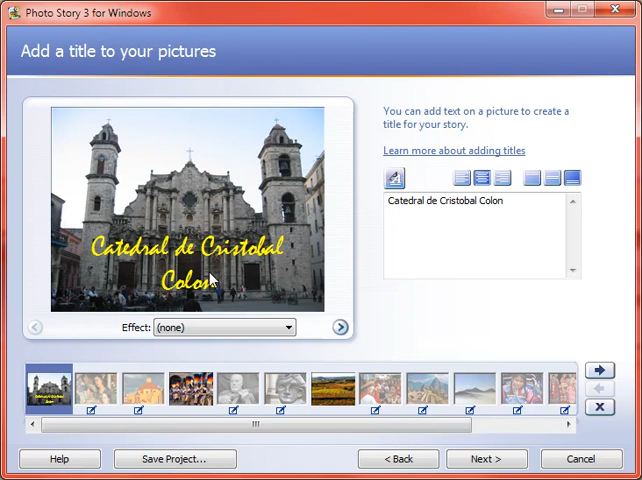 Photo Story 3 for Windows
Add a title to your pictures
Catedral de Cristobal
Colon
Effect: (none)
You can add text on a picture to create a
title for your story.
Learn more about adding titles
Catedral de Cristobal Colon
Help
Save Project...
< Back
Next >
Cancel